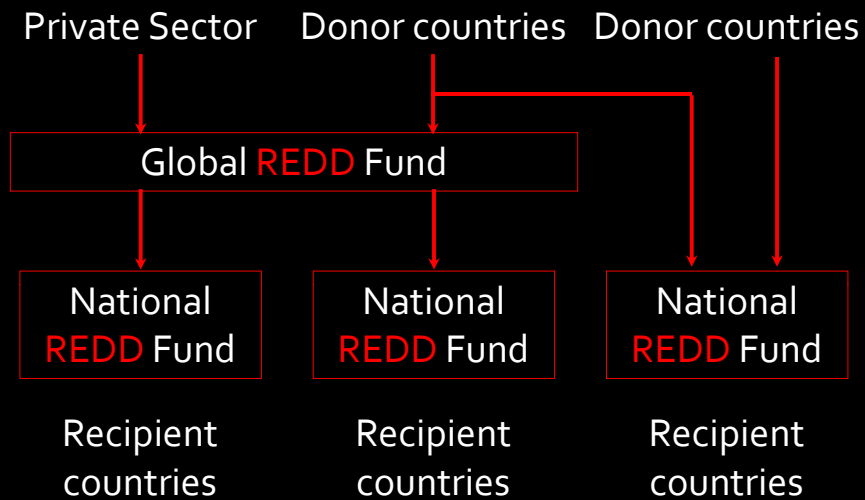 Private Sector
Donor countries
Donor countries
Global REDD Fund
National
REDD Fund
National
REDD Fund
National
REDD Fund
Recipient
countries
Recipient
countries
Recipient
countries